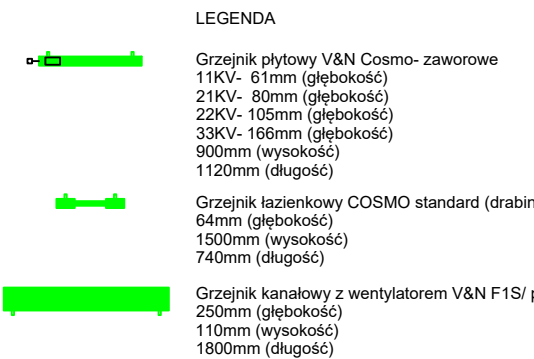 LEGENDA
Grzejnik płytowy V&N Cosmo- zaworowe
11KV- 61mm (głębokość)
21KV- 80mm (głębokość)
22KV- 105mm (głębokość)
33KV- 166mm (głębokość)
900mm (wysokość)
1120mm (długość)
Grzejnik łazienkowy COSMO standard (drabin
64mm (głębokość)
1500mm (wysokość)
740mm (długość)
Grzejnik kanałowy z wentylatorem V&N F1S/ p
250mm (głębokość)
110mm (wysokość)
1800mm (długość)